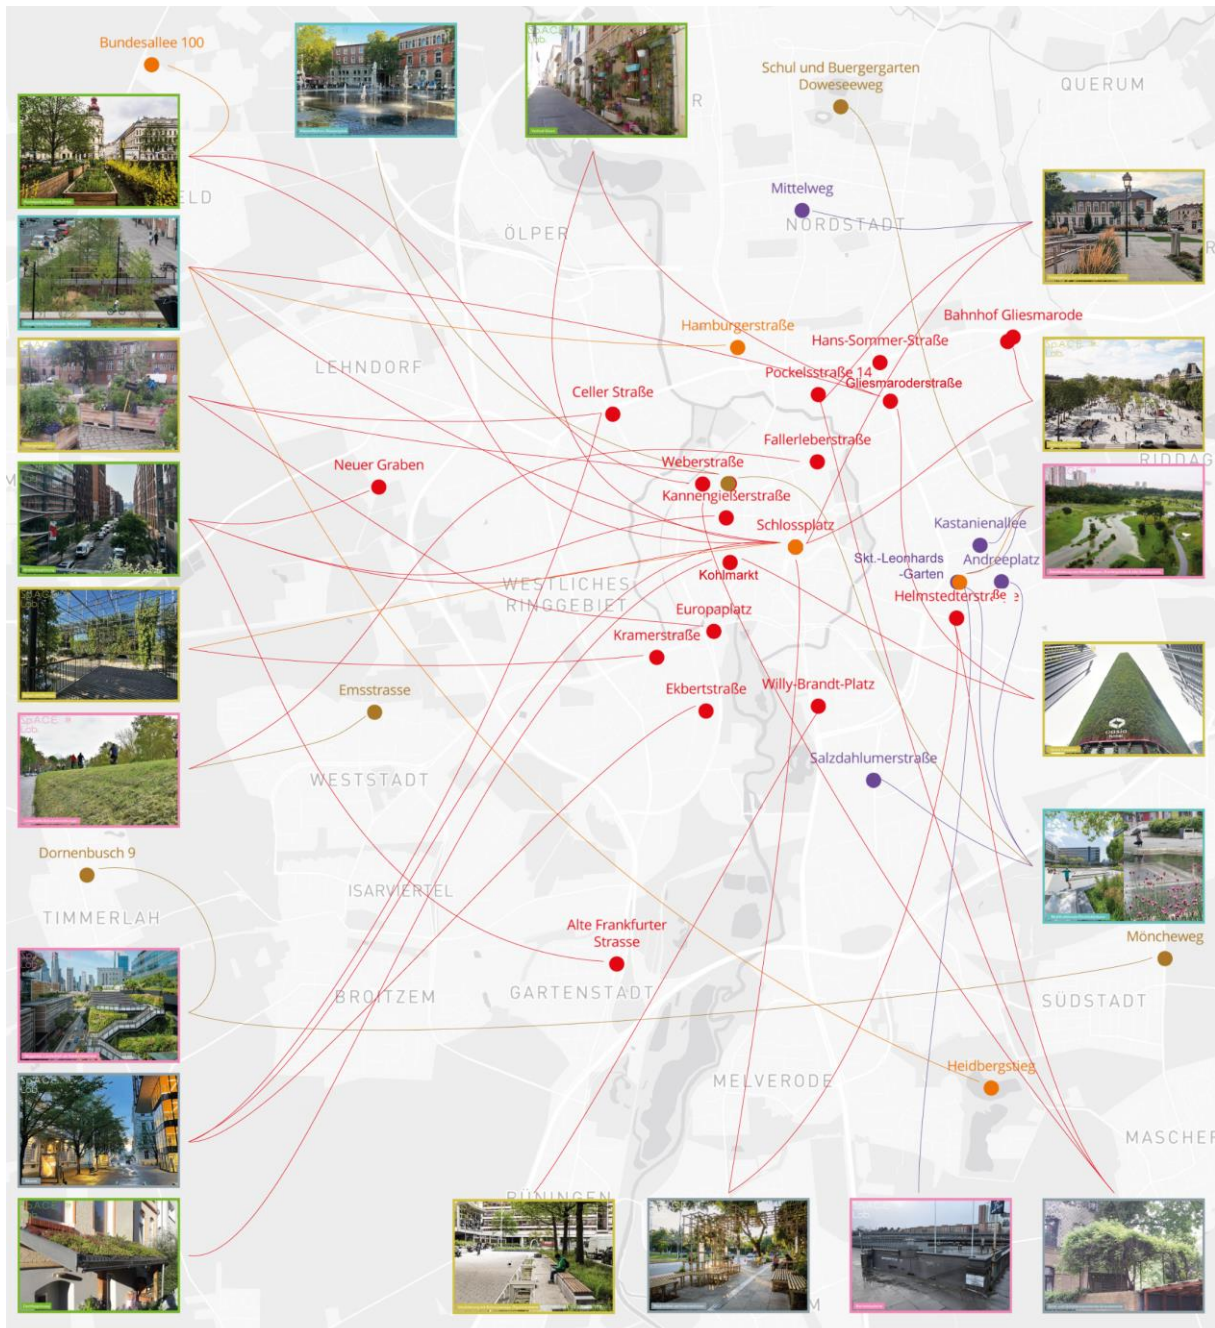 Bundesallee 100
Schul und Buergergarten
Doweseeweg
QUERUM
Mittelweg
NORDSTADT
ÖLPER
Hamburgerstraße
Bahnhof Gliesmarode
Hans-Sommer-Straße
LEHNDORF
Pockelsstraße 14
Gliesmaroderstraße
Celler Straße
Fallerleberstraße
RIDDAG
Neuer Graben
Weberstraße
Kannengießerstraße
Schlossplatz
Kastanienallee
Skt.-Leonhards
-Garten
Andreeplatz
Kohlmarkt
WESTLICHES
RINGGEBIET
Helmstedterstraße
Europaplatz
Kramerstraße
Emsstrasse
Ekbertstraße
Willy-Brandt-Platz
WESTSTADT
Salzdahlumerstraße
Dornenbusch 9
ISARVIERTEL
TIMMERLAH
Alte Frankfurter
Strasse
Möncheweg
BROITZEM
GARTENSTADT
SÜDSTADT
Heidbergstieg
MELVERODE
MASCHER
RÜNINGEN